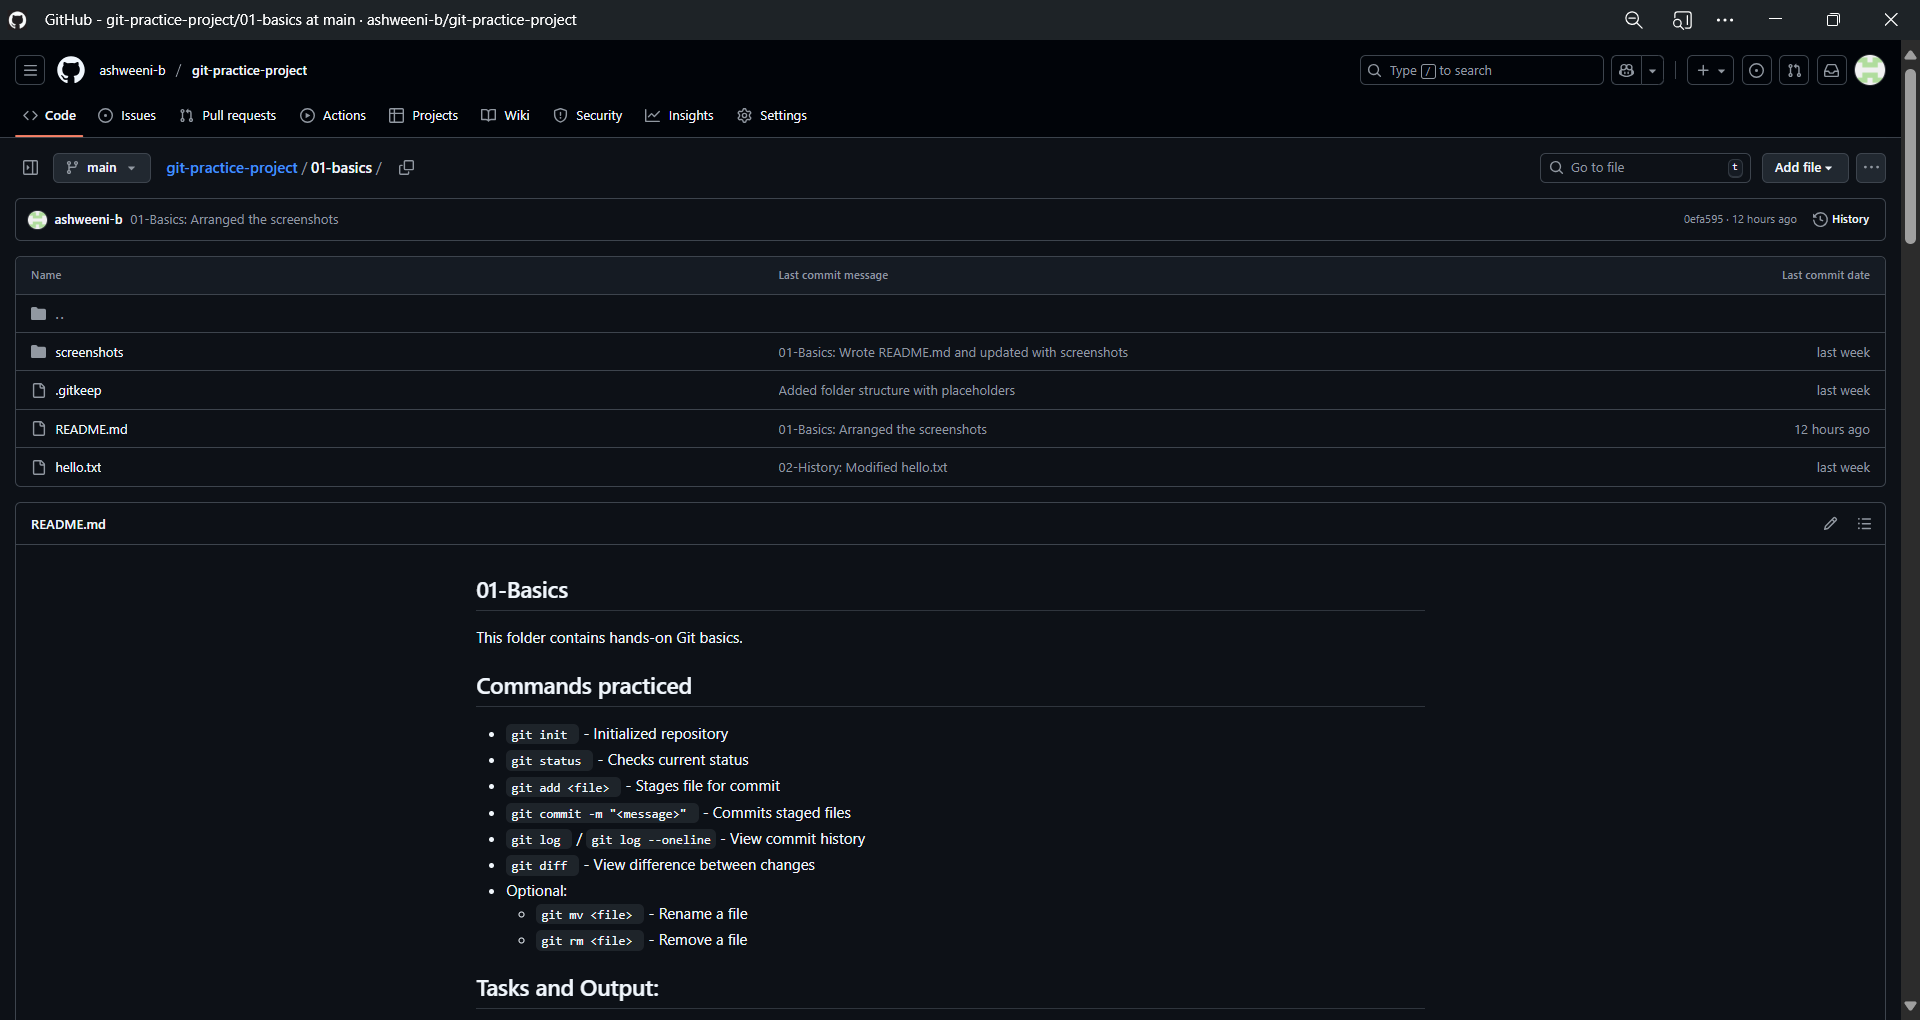 GitHub - git-practice-project/01-basics at main · ashweeni-b/git-practice-project
ashweeni-b / git-practice-project
Type / to search
Code Issues Pull requests Actions Projects Wiki Security Insights Settings
main git-practice-project / 01-basics /
Go to file t Add file
ashweeni-b 01-Basics: Arranged the screenshots 0efa595 · 12 hours ago History
Name Last commit message Last commit date
..
screenshots 01-Basics: Wrote README.md and updated with screenshots last week
.gitkeep Added folder structure with placeholders last week
README.md 01-Basics: Arranged the screenshots 12 hours ago
hello.txt 02-History: Modified hello.txt last week
README.md
01-Basics
This folder contains hands-on Git basics.
Commands practiced
• git init - Initialized repository
• git status - Checks current status
• git add <file> - Stages file for commit
• git commit -m "<message>" - Commits staged files
• git log / git log --oneline - View commit history
• git diff - View difference between changes
• Optional:
◦ git mv <file> - Rename a file
◦ git rm <file> - Remove a file
Tasks and Output: